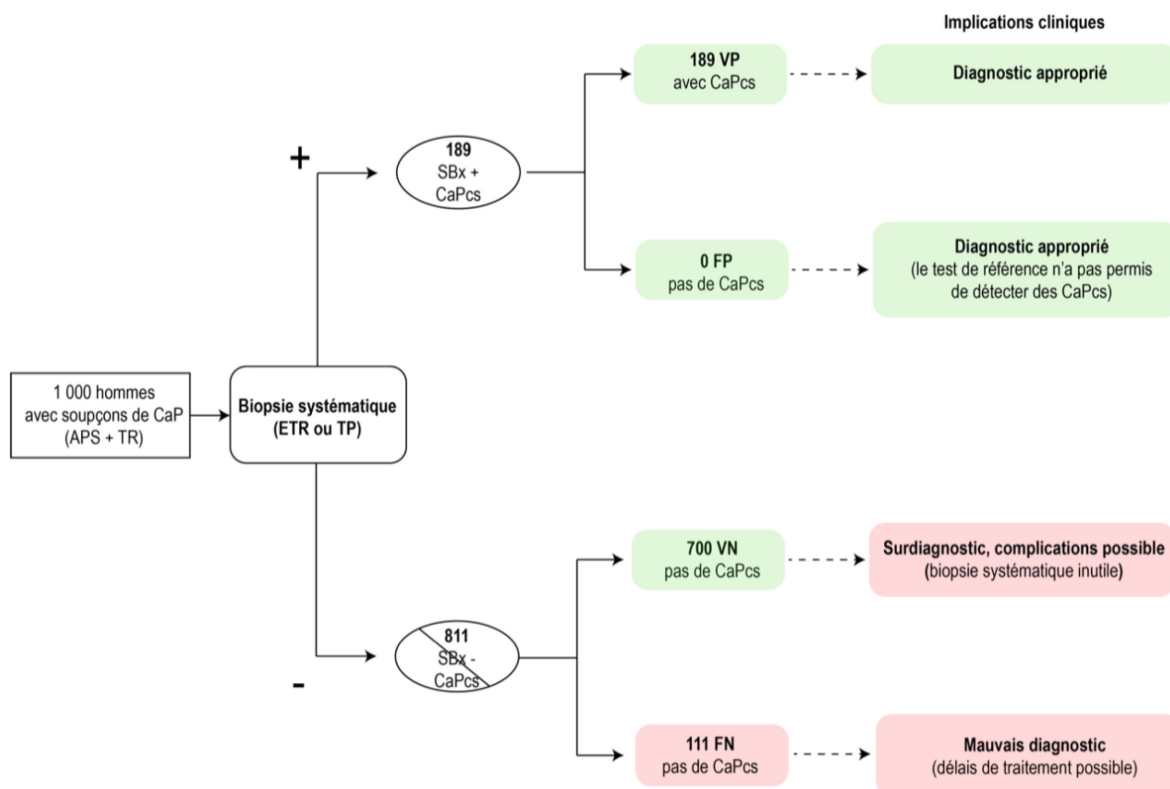 Implications cliniques
189 VP
avec CaPcs
Diagnostic approprié
+
189
SBx +
CaPcs
0 FP
pas de CaPcs
Diagnostic approprié
(le test de référence n'a pas permis
de détecter des CaPcs)
1 000 hommes
avec soupçons de CaP
(APS + TR)
Biopsie systématique
(ETR ou TP)
700 VN
pas de CaPcs
Surdiagnostic, complications possible
(biopsie systématique inutile)
811
SBx -
CaPcs
-
111 FN
pas de CaPcs
Mauvais diagnostic
(délais de traitement possible)